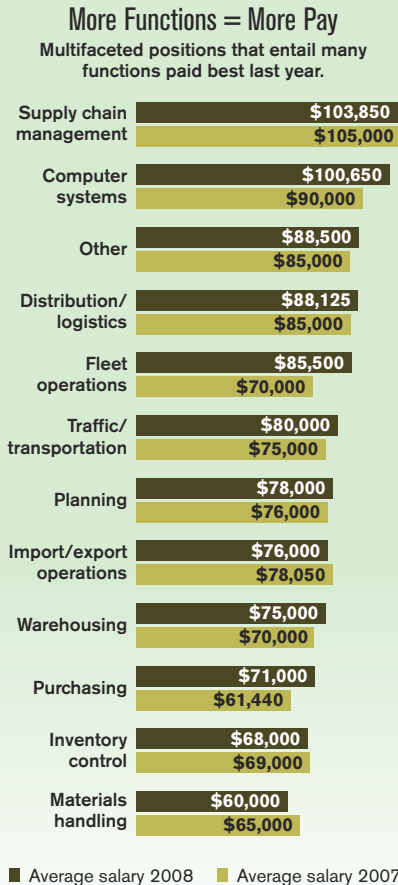 More Functions = More Pay
Multifaceted positions that entail many
functions paid best last year.
Supply chain
management
$103,850
$105,000
Computer
systems
$100,650
$90,000
Other
$88,500
$85,000
Distribution/
logistics
$88,125
$85,000
Fleet
operations
$85,500
$70,000
Traffic/
transportation
$80,000
$75,000
Planning
$78,000
$76,000
Import/export
operations
$76,000
$78,050
Warehousing
$75,000
$70,000
Purchasing
$71,000
$61,440
Inventory
control
$68,000
$69,000
Materials
handling
$60,000
$65,000
Average salary 2008 Average salary 2007